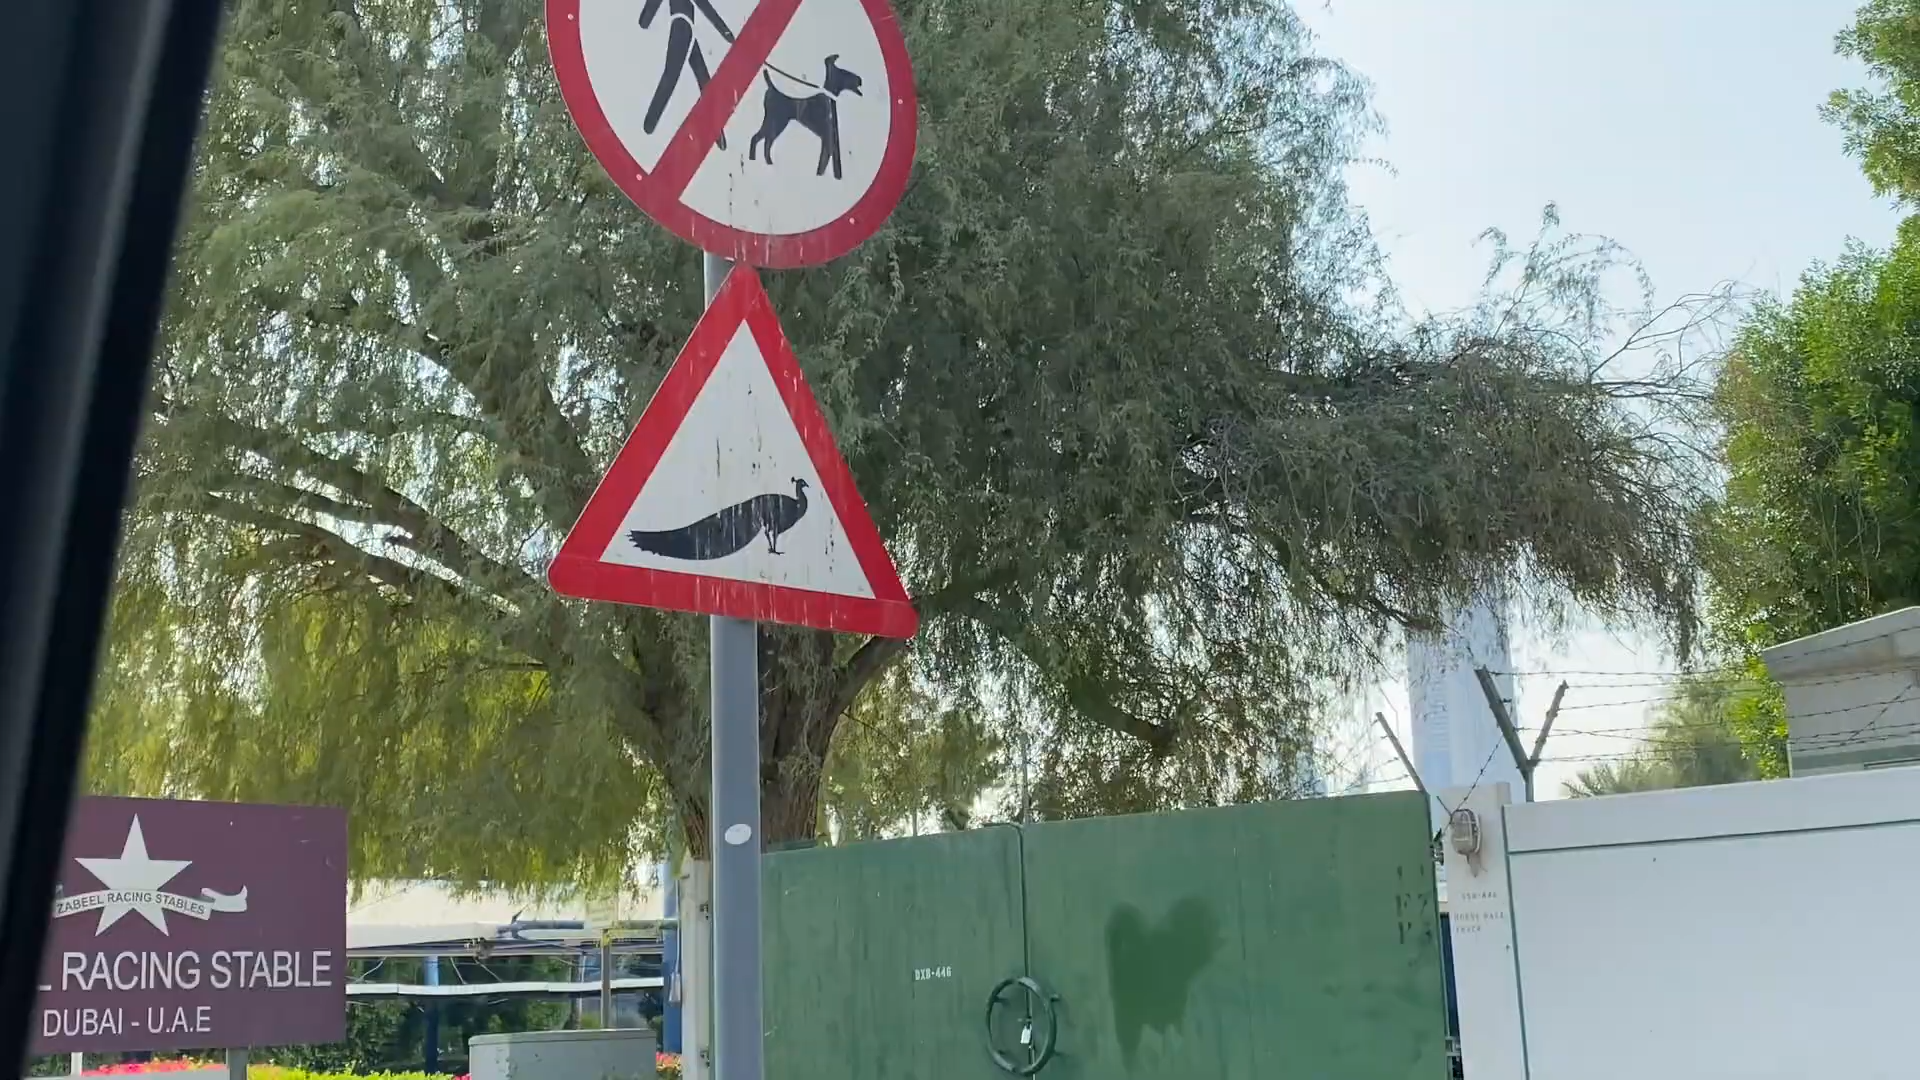 ZABEEL RACING STABLES
L RACING STABLE
DUBAI - U.A.E
DXB-446